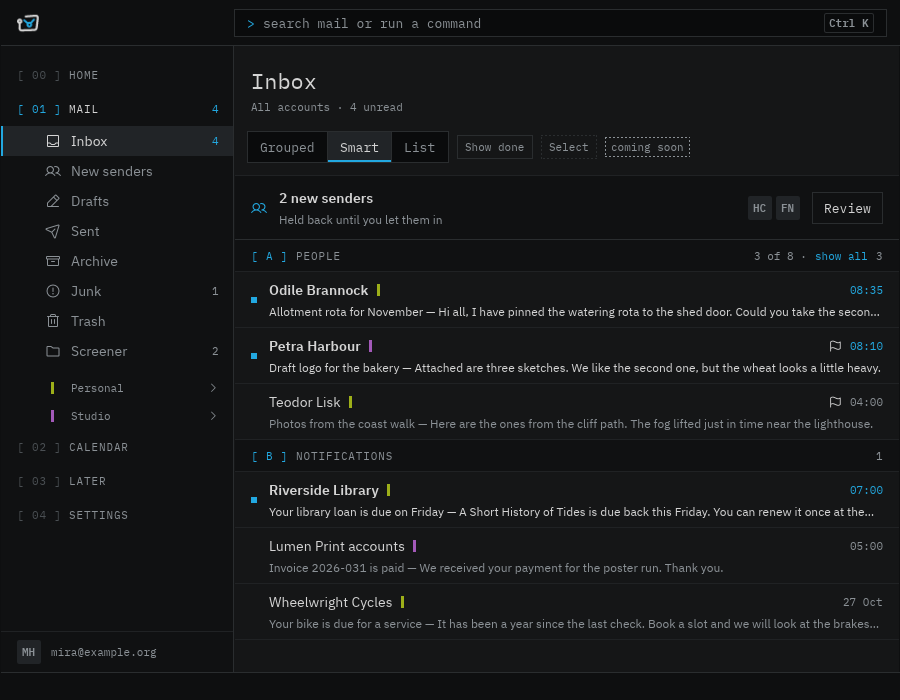 > search mail or run a command Ctrl K
[ 00 ] HOME
[ 01 ] MAIL 4
Inbox 4
New senders
Drafts
Sent
Archive
Junk 1
Trash
Screener 2
Personal
Studio
[ 02 ] CALENDAR
[ 03 ] LATER
[ 04 ] SETTINGS
MH mira@example.org
Inbox
All accounts · 4 unread
Grouped Smart List Show done Select coming soon
2 new senders
Held back until you let them in
HC FN Review
[ A ] PEOPLE 3 of 8 · show all 3
Odile Brannock 08:35
Allotment rota for November — Hi all, I have pinned the watering rota to the shed door. Could you take the secon…
Petra Harbour 08:10
Draft logo for the bakery — Attached are three sketches. We like the second one, but the wheat looks a little heavy.
Teodor Lisk 04:00
Photos from the coast walk — Here are the ones from the cliff path. The fog lifted just in time near the lighthouse.
[ B ] NOTIFICATIONS 1
Riverside Library 07:00
Your library loan is due on Friday — A Short History of Tides is due back this Friday. You can renew it once at the…
Lumen Print accounts 05:00
Invoice 2026-031 is paid — We received your payment for the poster run. Thank you.
Wheelwright Cycles 27 Oct
Your bike is due for a service — It has been a year since the last check. Book a slot and we will look at the brakes…